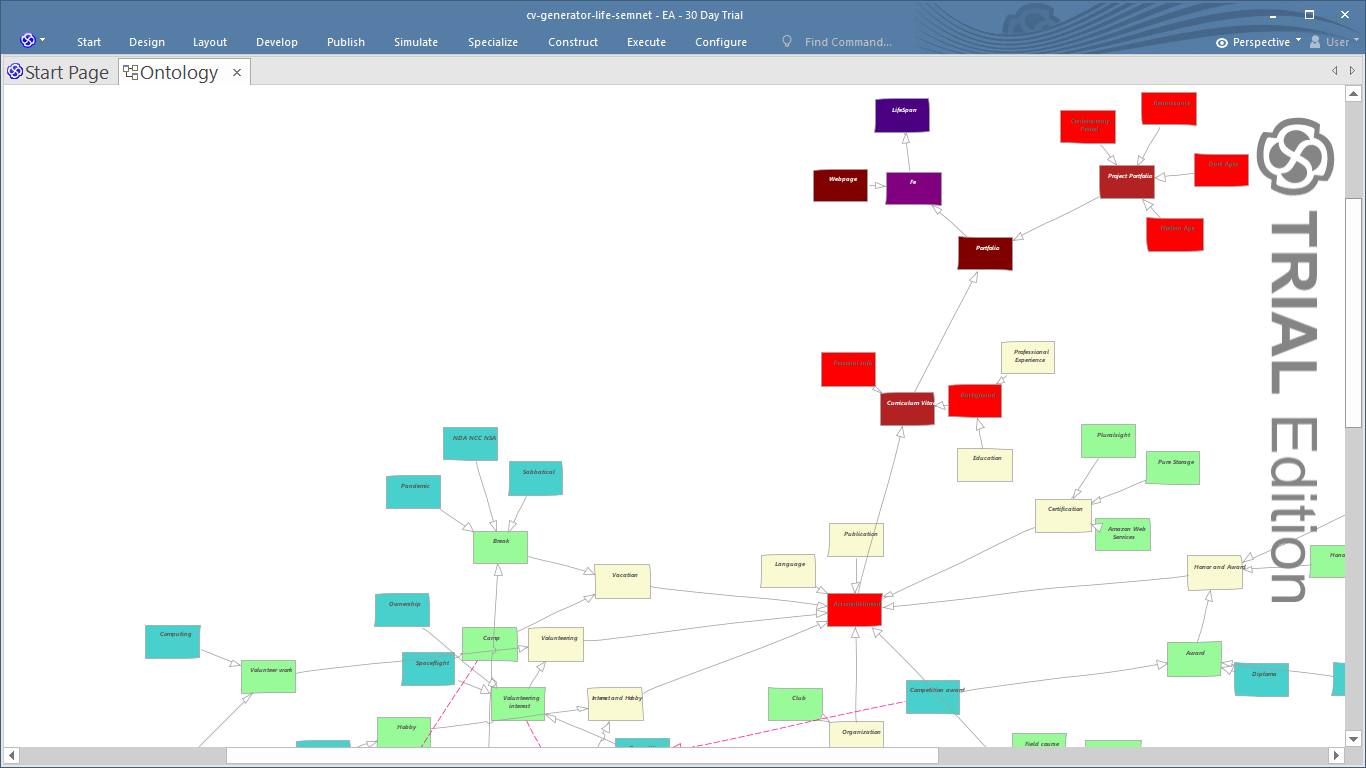 cv-generator-life-semnet - EA - 30 Day Trial
Start Design Layout Develop Publish Simulate Specialize Construct Execute Configure Find Command... Perspective User
Start Page Ontology
LifeSpan
Contemporary
Period
Renaissance
Webpage
Fe
Project Portfolio
Dark Ages
Modern Age
Portfolio
TRIAL Edition
Personal Info
Professional
Experience
Curriculum Vitae
Background
Education
NDA NCC NSA
Sabbatical
Pandemic
Break
Pluralsight
Pure Storage
Certification
Amazon Web
Services
Publication
Language
Vacation
Honor and Award
Hono
Accomplishment
Ownership
Computing
Camp
Volunteering
Spaceflight
Volunteer work
Award
Diploma
Volunteering
interest
Interest and Hobby
Club
Competition award
Hobby
Organization
Field course